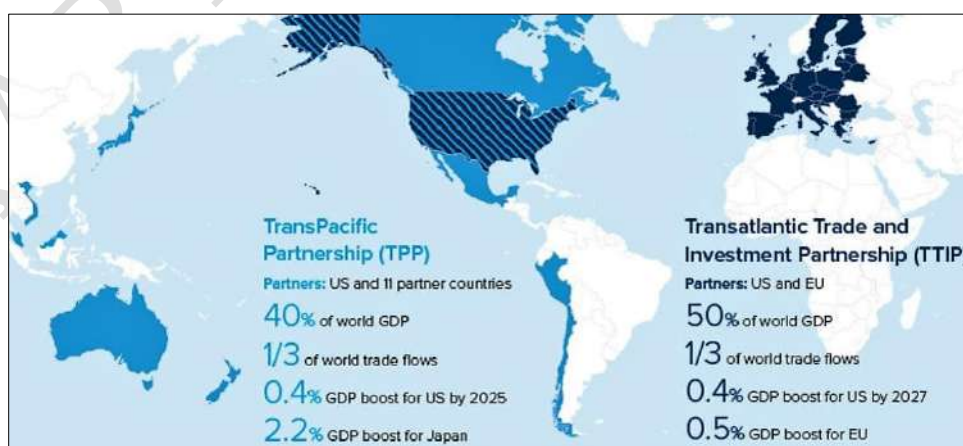 TransPacific
Partnership (TPP)
Partners: US and 11 partner countries
40% of world GDP
1/3 of world trade flows
0.4% GDP boost for US by 2025
2.2% GDP boost for Japan
Transatlantic Trade and
Investment Partnership (TTIP
Partners: US and EU
50% of world GDP
1/3 of world trade flows
0.4% GDP boost for US by 2027
0.5% GDP boost for EU